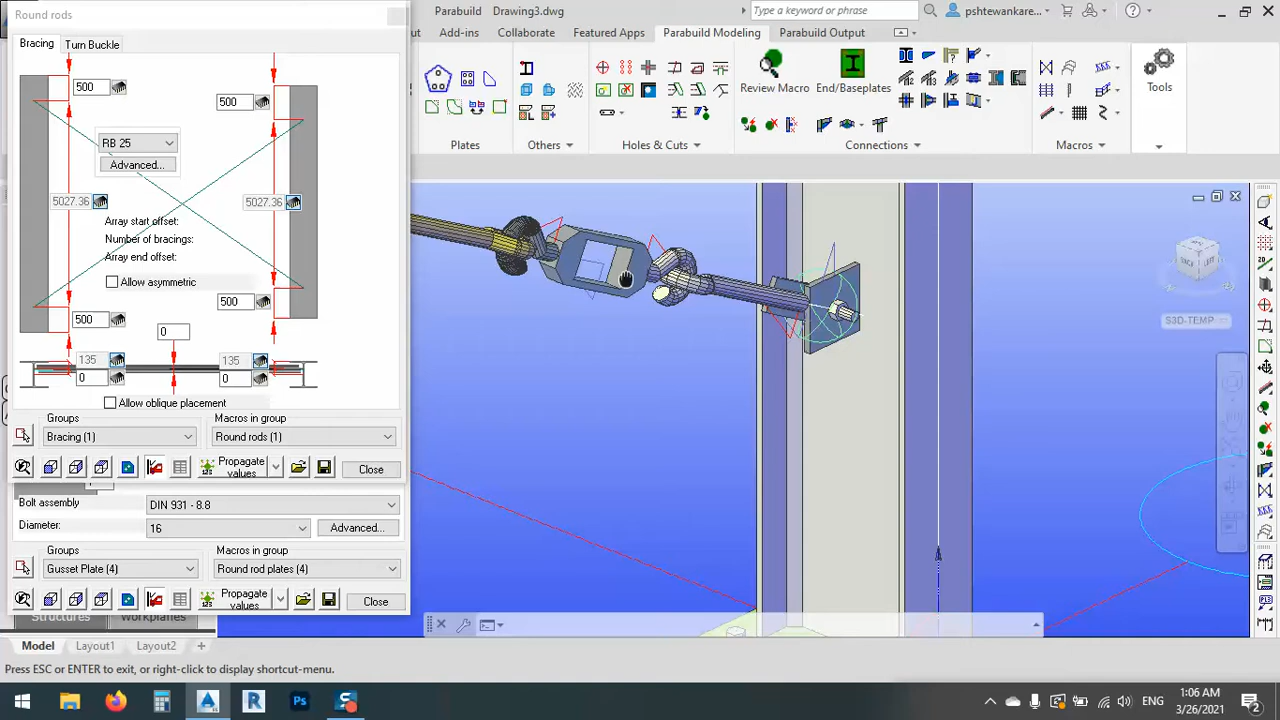 Round rods
Parabuild Drawing3.dwg
Type a keyword or phrase
pshtewankare...
Bracing
Turn Buckle
Add-ins
Collaborate
Featured Apps
Parabuild Modeling
Parabuild Output
Review Macro
End/Baseplates
Tools
Plates
Others
Holes & Cuts
Connections
Macros
500
500
RB 25
Advanced...
5027.36
5027.36
Array start offset:
Number of bracings:
Array end offset:
Allow asymetric
500
500
0
135
135
0
0
Allow oblique placement
Groups
Macros in group
Bracing (1)
Round rods (1)
Propagate values
Close
Bolt assembly
DIN 931 - 8.8
Diameter:
16
Advanced...
Groups
Macros in group
Gusset Plate (4)
Round rod plates (4)
Propagate values
Close
Structures
Workplanes
S3D-TEMP
Model
Layout1
Layout2
Press ESC or ENTER to exit, or right-click to display shortcut-menu.
ENG
1:06 AM
3/26/2021
2